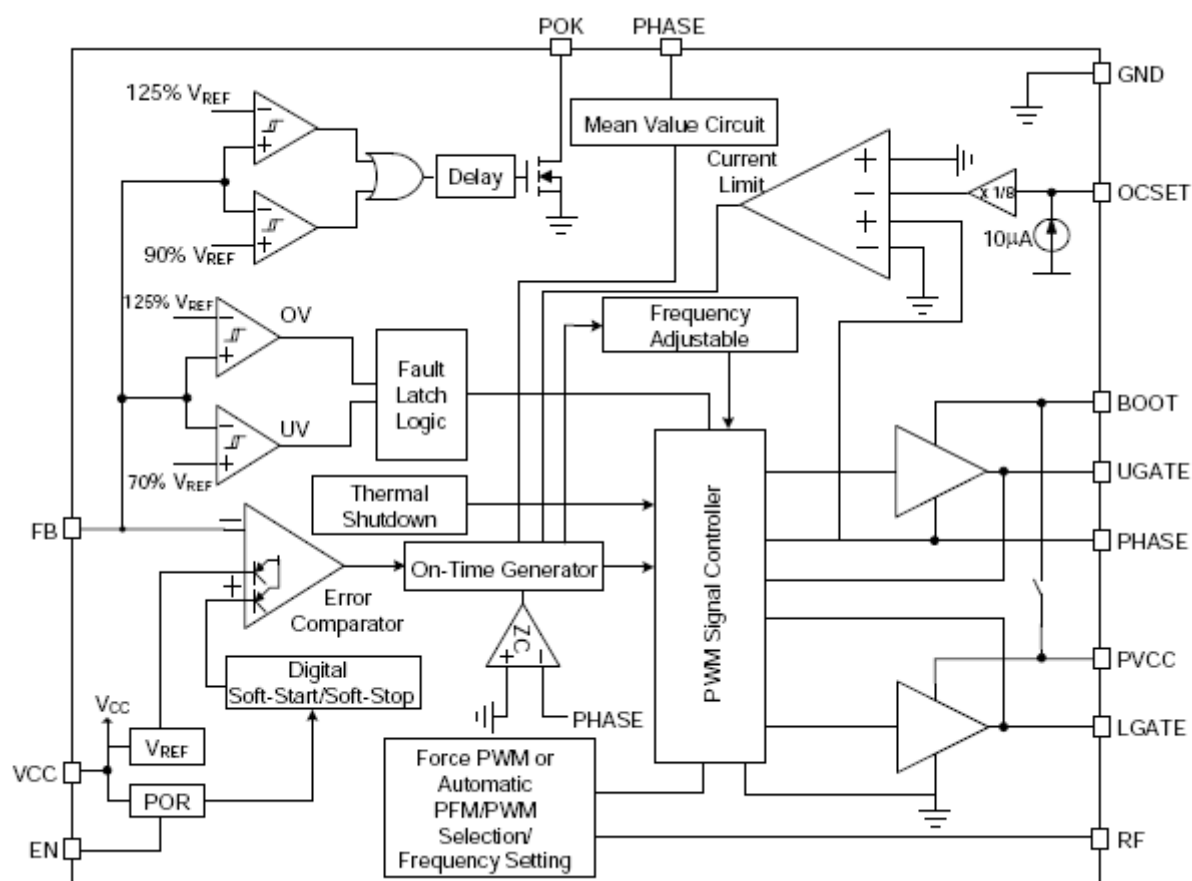 POK
PHASE
GND
125% VREF
−
+
Mean Value Circuit
Current
Limit
+
−
+
−
x 1/8
OCSET
10µA
Delay
−
+
90% VREF
125% VREF
−
+
OV
Fault
Latch
Logic
Frequency
Adjustable
−
+
UV
70% VREF
BOOT
UGATE
Thermal
Shutdown
FB
−
+
PHASE
On-Time Generator
Error
Comparator
PWM Signal Controller
ZC
+
−
Digital
Soft-Start/Soft-Stop
PVCC
VCC
VREF
PHASE
LGATE
VCC
POR
Force PWM or
Automatic
PFM/PWM
Selection/
Frequency Setting
EN
RF